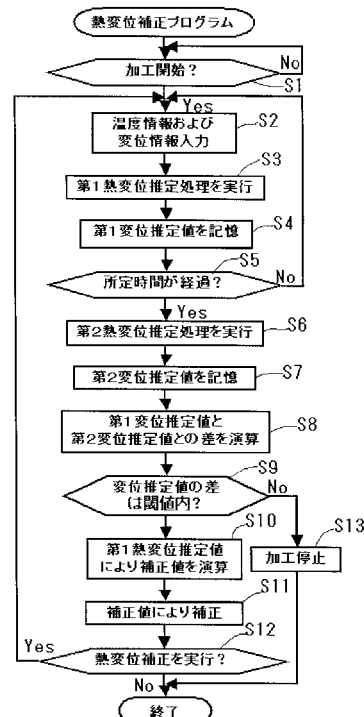 熱変位補正プログラム
No
加工開始?
S1
Yes
S2
温度情報および
変位情報入力
S3
第1熱変位推定処理を実行
S4
第1変位推定値を記憶
S5
所定時間が経過?
No
Yes
S6
第2熱変位推定処理を実行
S7
第2変位推定値を記憶
第1変位推定値と
第2変位推定値との差を演算
S8
S9
変位推定値の差
は閾値内?
No
S10
S13
第1熱変位推定値
により補正値を演算
加工停止
S11
補正値により補正
S12
Yes
熱変位補正を実行?
No
終了